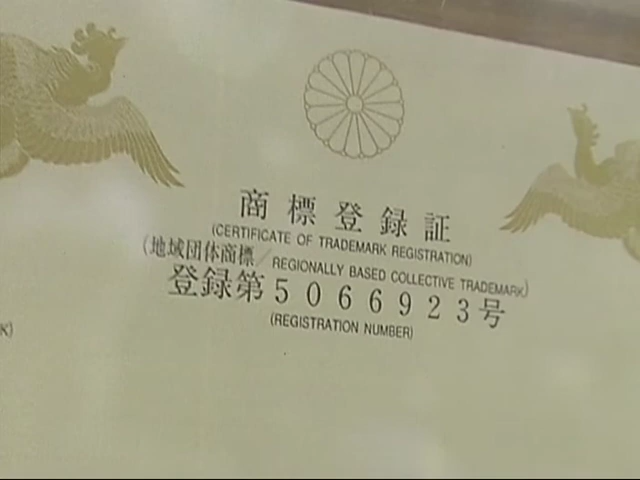 商標登録証
(CERTIFICATE OF TRADEMARK REGISTRATION)
(地域団体商標/REGIONALLY BASED COLLECTIVE TRADEMARK)
登録第5066923号
(REGISTRATION NUMBER)
K)